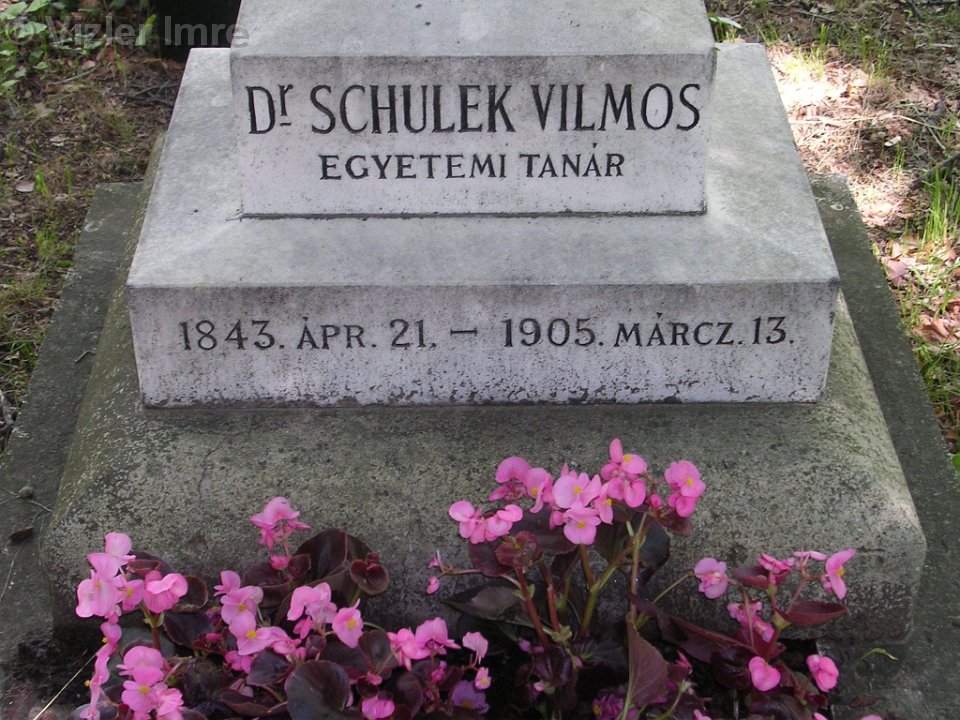 © Vizler Imre
Dr. SCHULEK VILMOS
EGYETEMI TANÁR
1843. ÁPR. 21. – 1905. MÁRCZ. 13.